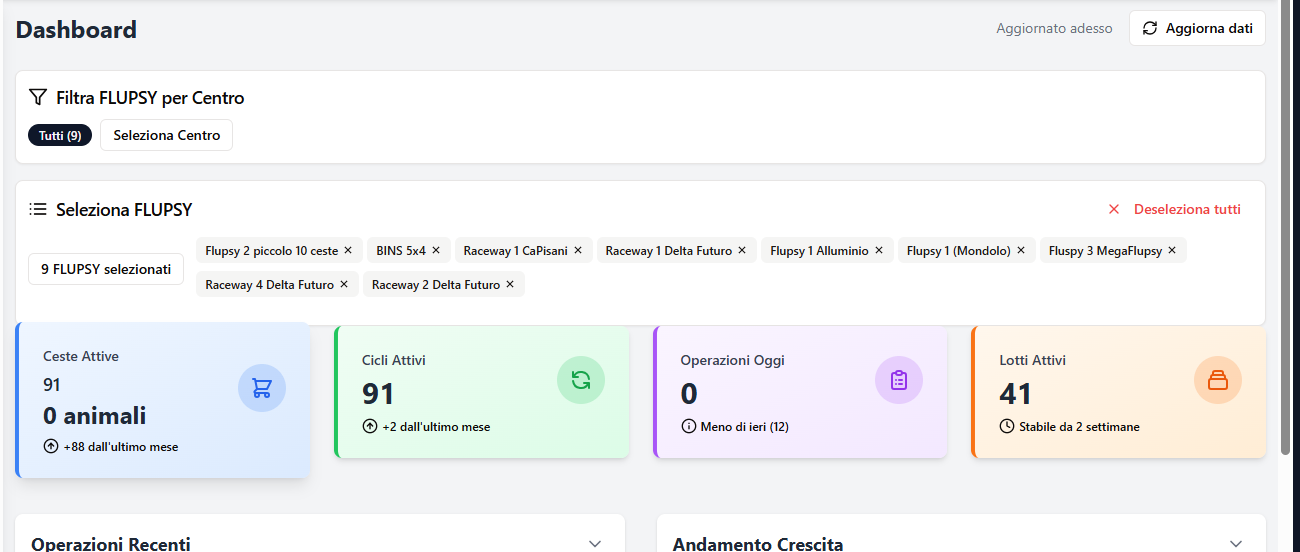 Dashboard
Aggiornato adesso
Aggiorna dati
Filtra FLUPSY per Centro
Tutti (9)
Seleziona Centro
Seleziona FLUPSY
Deseleziona tutti
9 FLUPSY selezionati
Flupsy 2 piccolo 10 ceste ×
BINS 5x4 ×
Raceway 1 CaPisani ×
Raceway 1 Delta Futuro ×
Flupsy 1 Alluminio ×
Flupsy 1 (Mondolo) ×
Fluspy 3 MegaFlupsy ×
Raceway 4 Delta Futuro ×
Raceway 2 Delta Futuro ×
Ceste Attive
91
0 animali
+88 dall'ultimo mese
Cicli Attivi
91
+2 dall'ultimo mese
Operazioni Oggi
0
Meno di ieri (12)
Lotti Attivi
41
Stabile da 2 settimane
Operazioni Recenti
Andamento Crescita